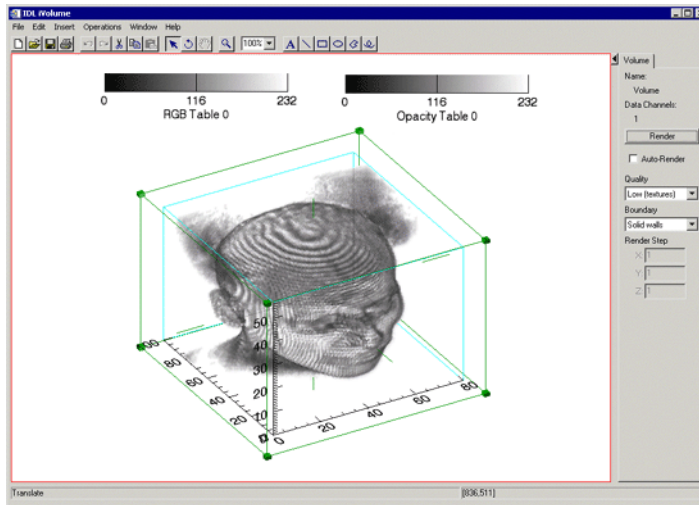 IDL iVolume
File Edit Insert Operations Window Help
100%
A
0 116 232
RGB Table 0
0 116 232
Opacity Table 0
Volume
Name:
Volume
Data Channels:
1
Render
Auto-Render
Quality
Low (textures)
Boundary
Solid walls
Render Step
X: 1
Y: 1
Z: 1
50
40
30
20
10
80
60
40
20
0
20
40
60
80
Translate
[836,511]